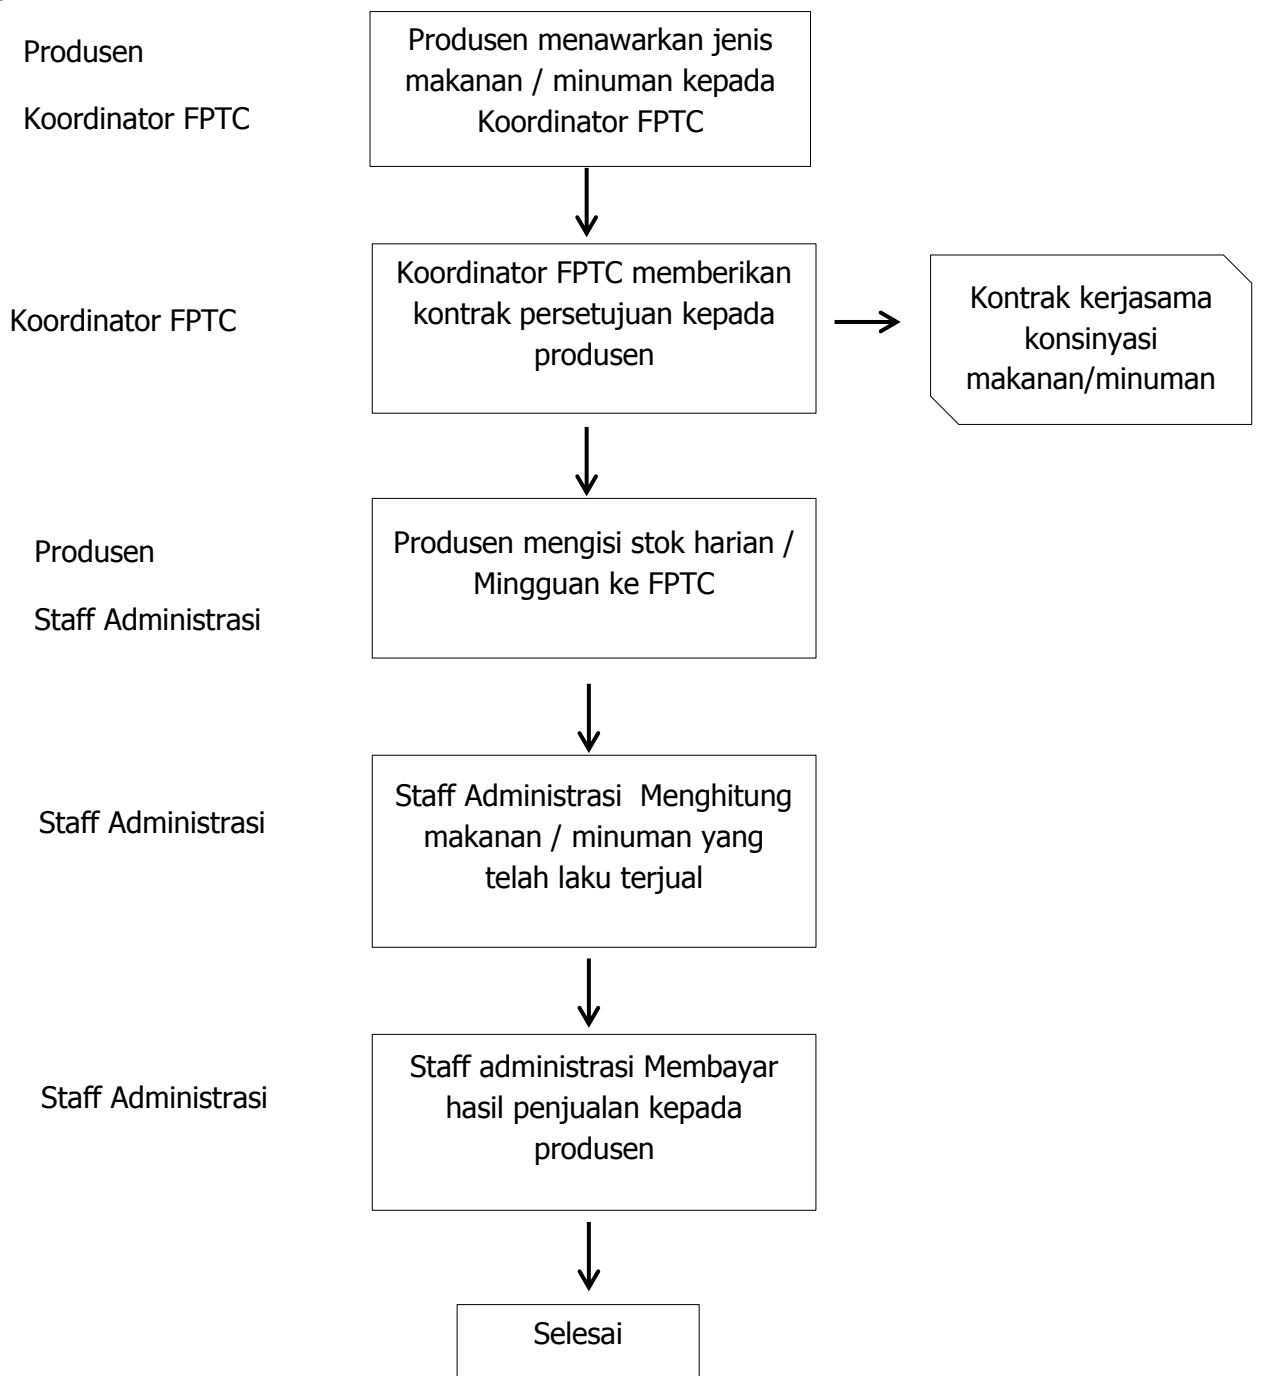 Produsen
Koordinator FPTC
Produsen menawarkan jenis
makanan / minuman kepada
Koordinator FPTC
Koordinator FPTC
Koordinator FPTC memberikan
kontrak persetujuan kepada
produsen
Kontrak kerjasama
konsinyasi
makanan/minuman
Produsen
Staff Administrasi
Produsen mengisi stok harian /
Mingguan ke FPTC
Staff Administrasi
Staff Administrasi  Menghitung
makanan / minuman yang
telah laku terjual
Staff Administrasi
Staff administrasi Membayar
hasil penjualan kepada
produsen
Selesai